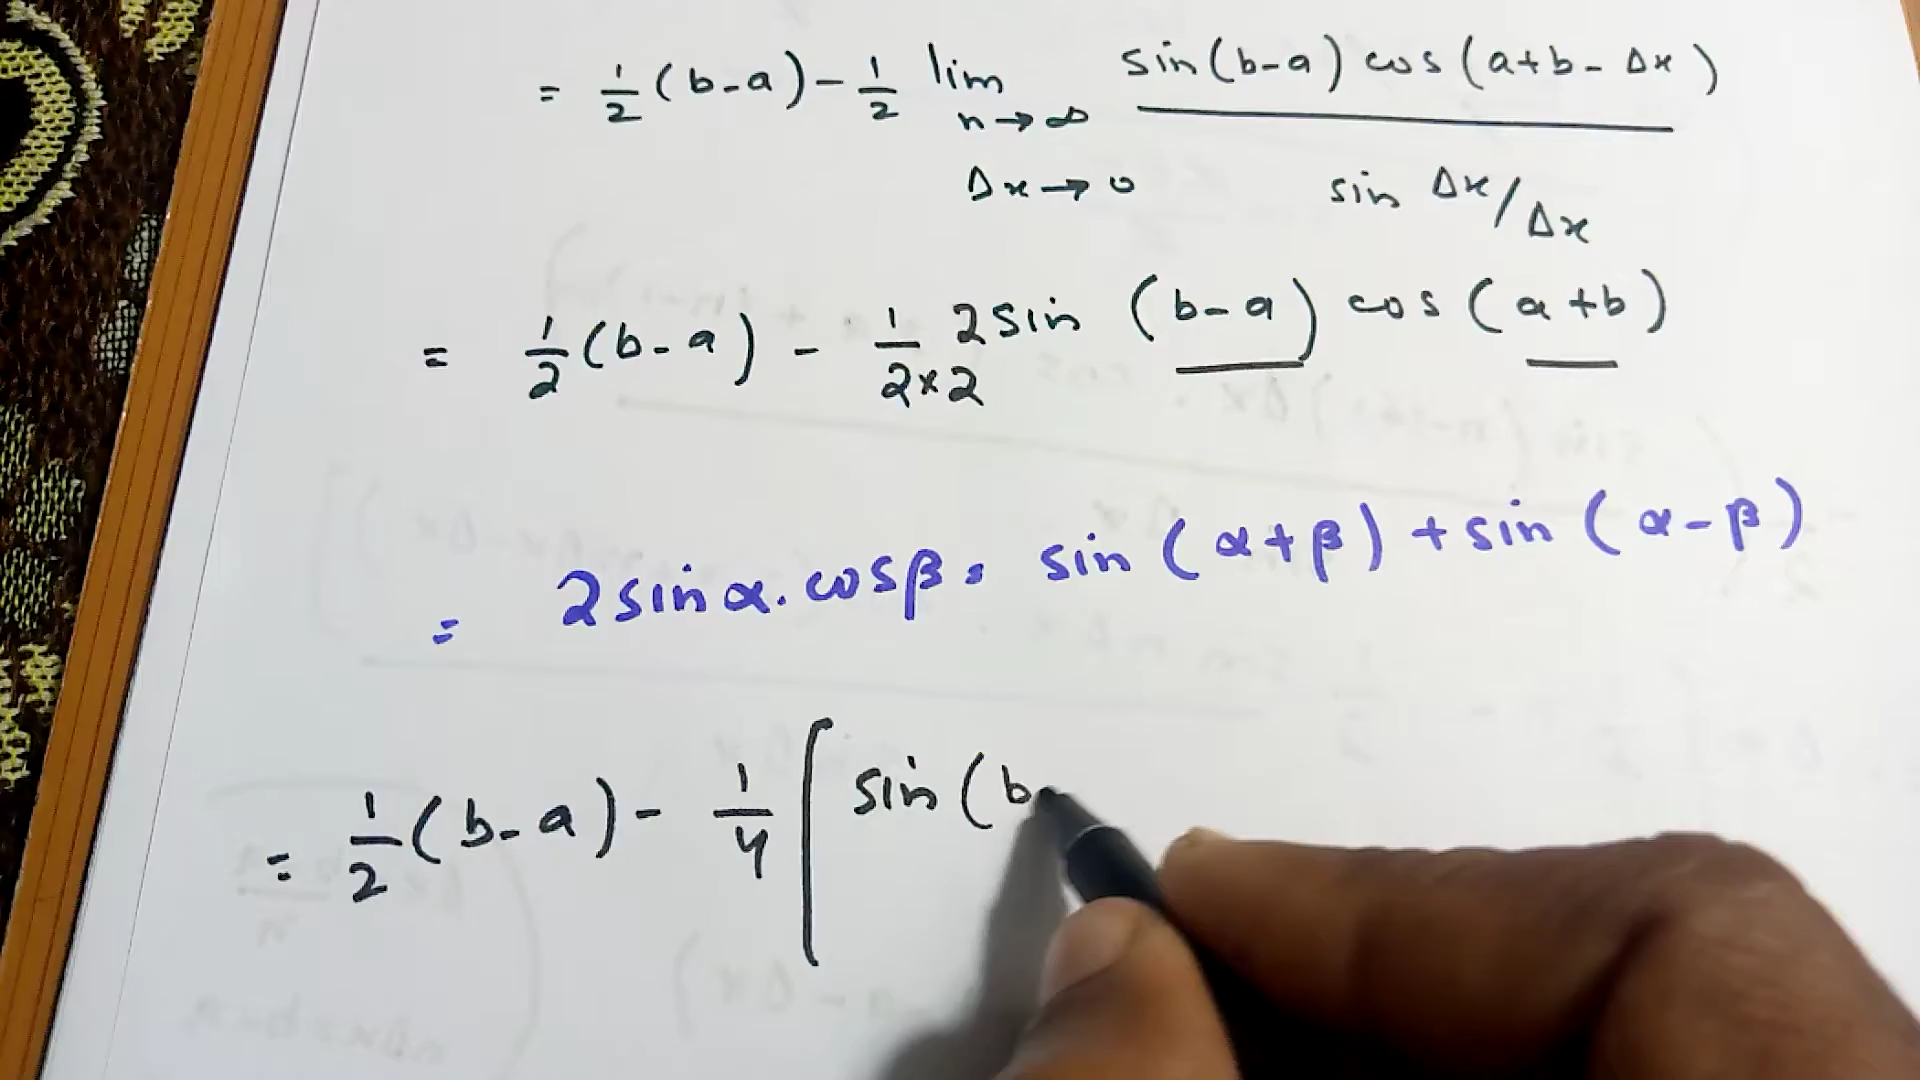 = 1/2 (b-a) - 1/2 lim n→∞ Δx→0 sin(b-a) cos(a+b-Δx) / sin Δx/Δx
= 1/2 (b-a) - 1/2×2 2sin (b-a) cos (a+b)
= 2sinα.cosβ = sin(α+β)+sin(α-β)
= 1/2 (b-a) - 1/4 [ sin(b